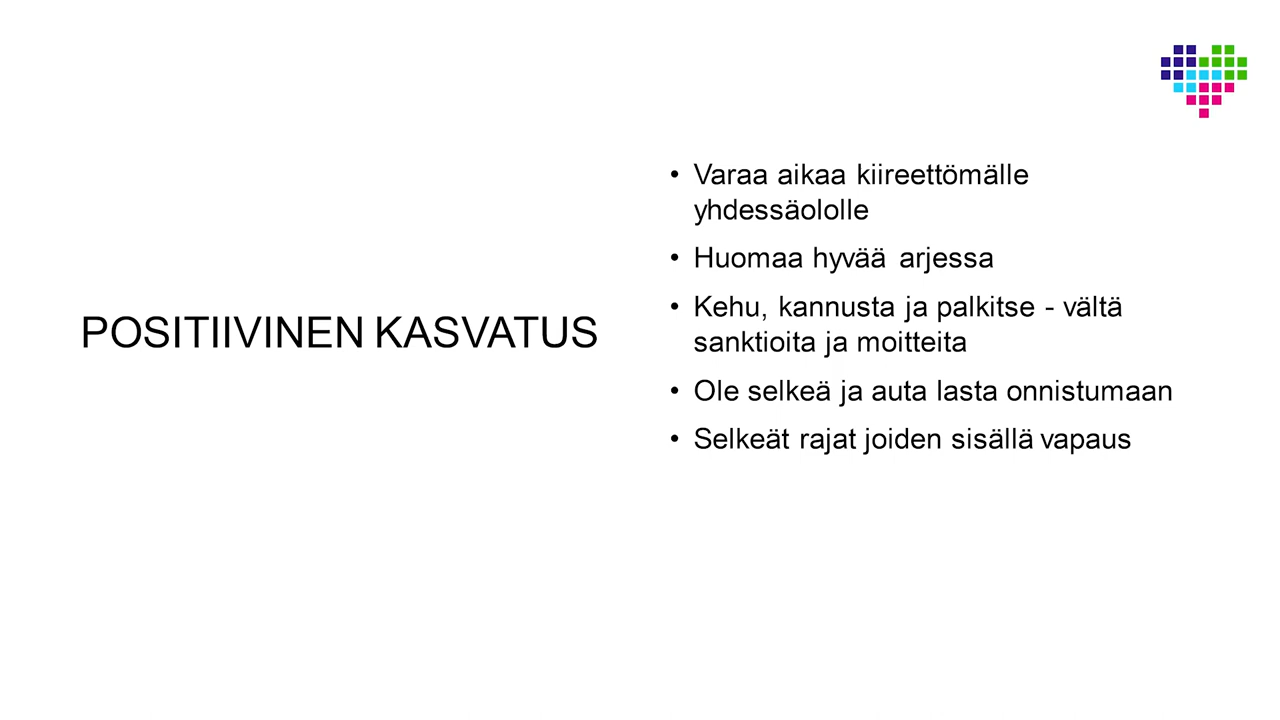 POSITIIVINEN KASVATUS
• Varaa aikaa kiireettömälle
yhdessäololle
• Huomaa hyvää arjessa
• Kehu, kannusta ja palkitse - vältä
sanktioita ja moitteita
• Ole selkeä ja auta lasta onnistumaan
• Selkeät rajat joiden sisällä vapaus